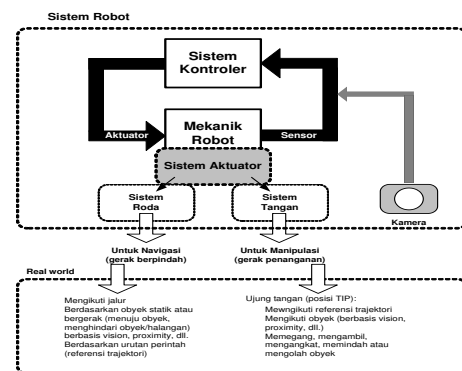 Sistem Robot
Sistem
Kontroler
Aktuator
Mekanik
Robot
Sensor
Sistem Aktuator
Sistem
Roda
Sistem
Tangan
Kamera
Untuk Navigasi
(gerak berpindah)
Untuk Manipulasi
(gerak penanganan)
Real world
Mengikuti jalur
Berdasarkan obyek statik atau
bergerak (menuju obyek,
menghindari obyek/halangan)
berbasis vision, proximity, dll.
Berdasarkan urutan perintah
(referensi trajektori)
Ujung tangan (posisi TIP):
Mewngikuti referensi trajektori
Mengikuti obyek (berbasis vision,
proximity, dll.)
Memegang, mengambil,
mengangkat, memindah atau
mengolah obyek